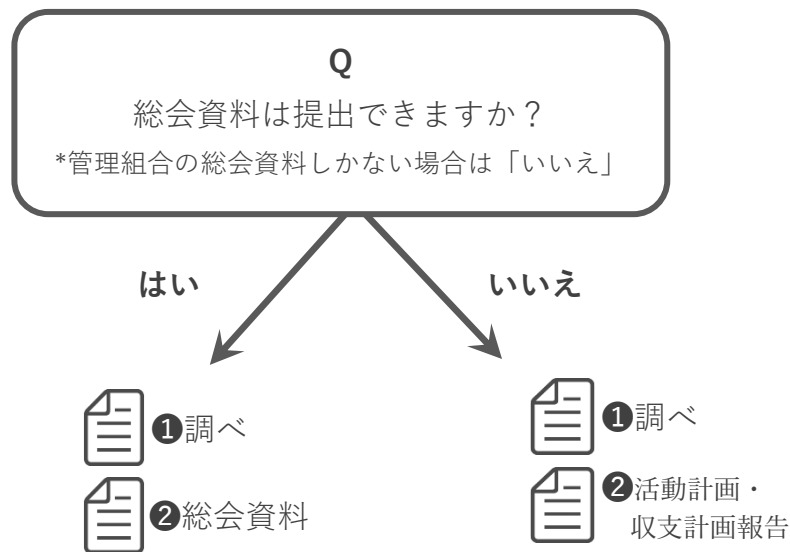 Q
総会資料は提出できますか？
*管理組合の総会資料しかない場合は「いいえ」
はい
いいえ
❶調べ
❷総会資料
❶調べ
❷活動計画・
収支計画報告